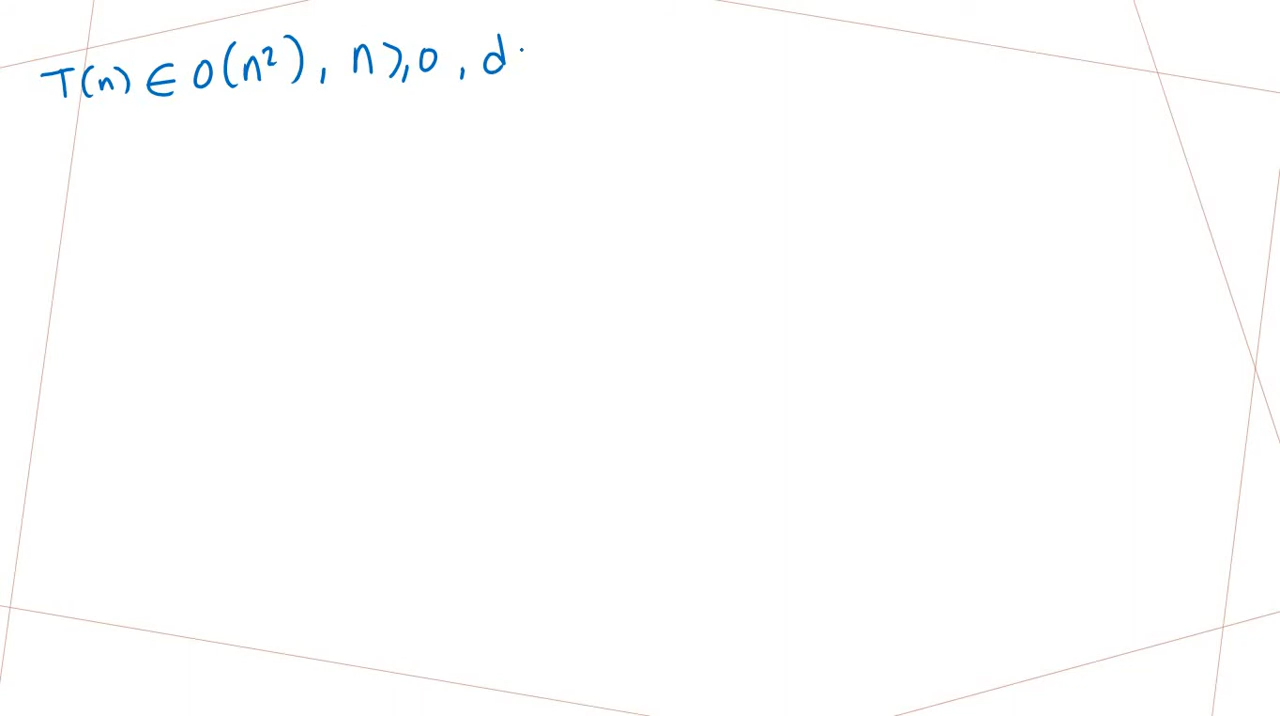 T(n) ∈ O(n²), n ≥ 0, d